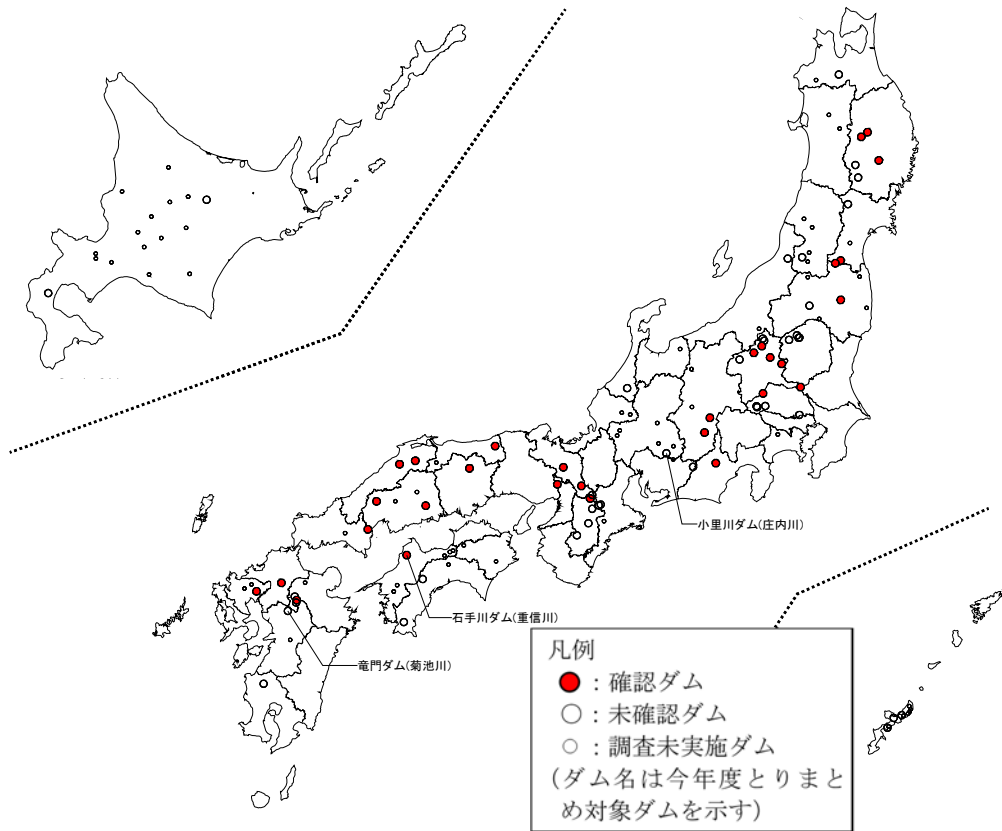 小里川ダム(庄内川)
石手川ダム(重信川)
竜門ダム(菊池川)
凡例
：確認ダム
：未確認ダム
：調査未実施ダム
(ダム名は今年度とりまと
め対象ダムを示す)